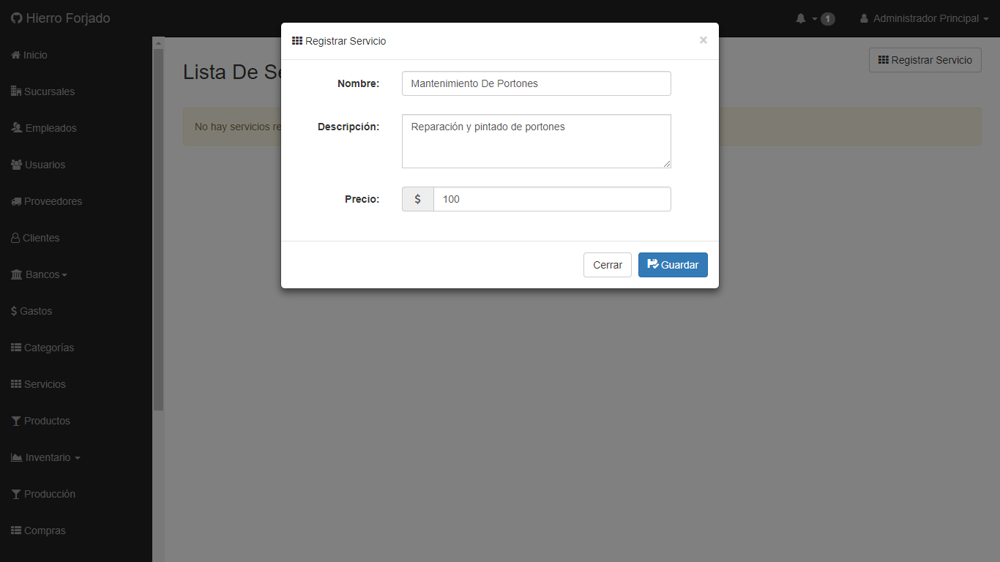 Hierro Forjado
1
Administrador Principal
Inicio
Sucursales
Empleados
Usuarios
Proveedores
Clientes
Bancos
$ Gastos
Categorías
Servicios
Productos
Inventario
Producción
Compras
Lista De Se
Registrar Servicio
No hay servicios re
Registrar Servicio
×
Nombre:
Mantenimiento De Portones
Descripción:
Reparación y pintado de portones
Precio:
$ 100
Cerrar
Guardar